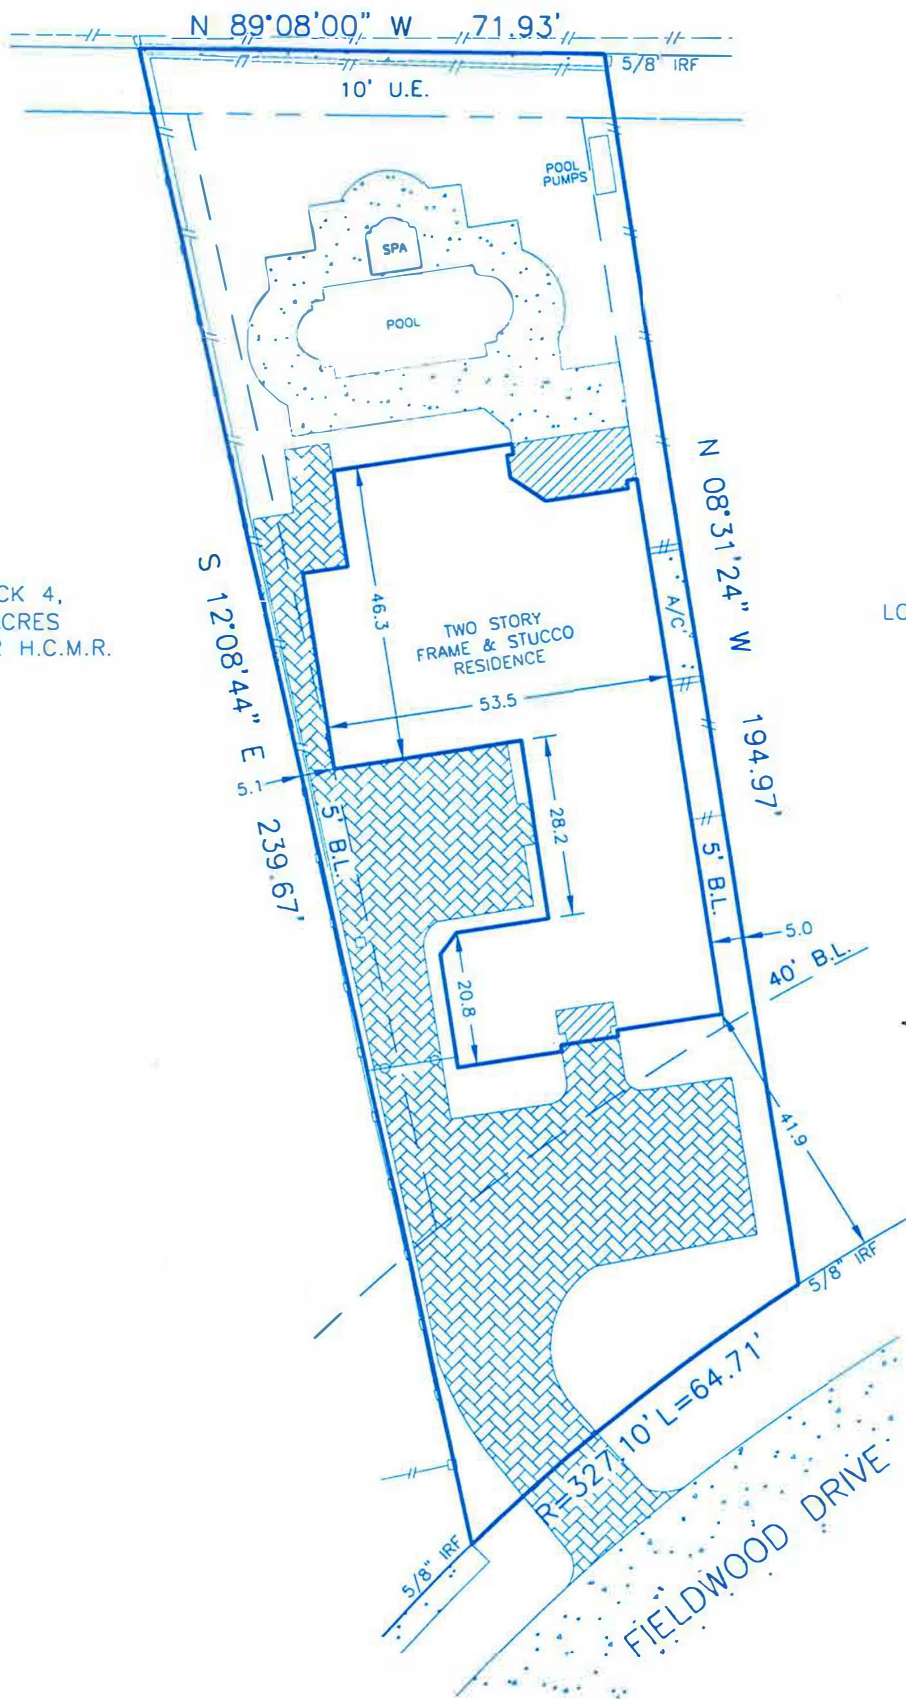 N 89°08'00" W 71.93'
5/8' IRF
10' U.E.
POOL
PUMPS
SPA
POOL
N 08°31'24" W 194.97'
S 12°08'44" E 239.67'
CK 4,
CRES
H.C.M.R.
LO
46.3
TWO STORY
FRAME & STUCCO
RESIDENCE
A/C
53.5
5.1
5' B.L.
28.2
5' B.L.
5.0
40' B.L.
20.8
41.9
5/8" IRF
R=327.10' L=64.71'
5/8" IRF
FIELDWOOD DRIVE